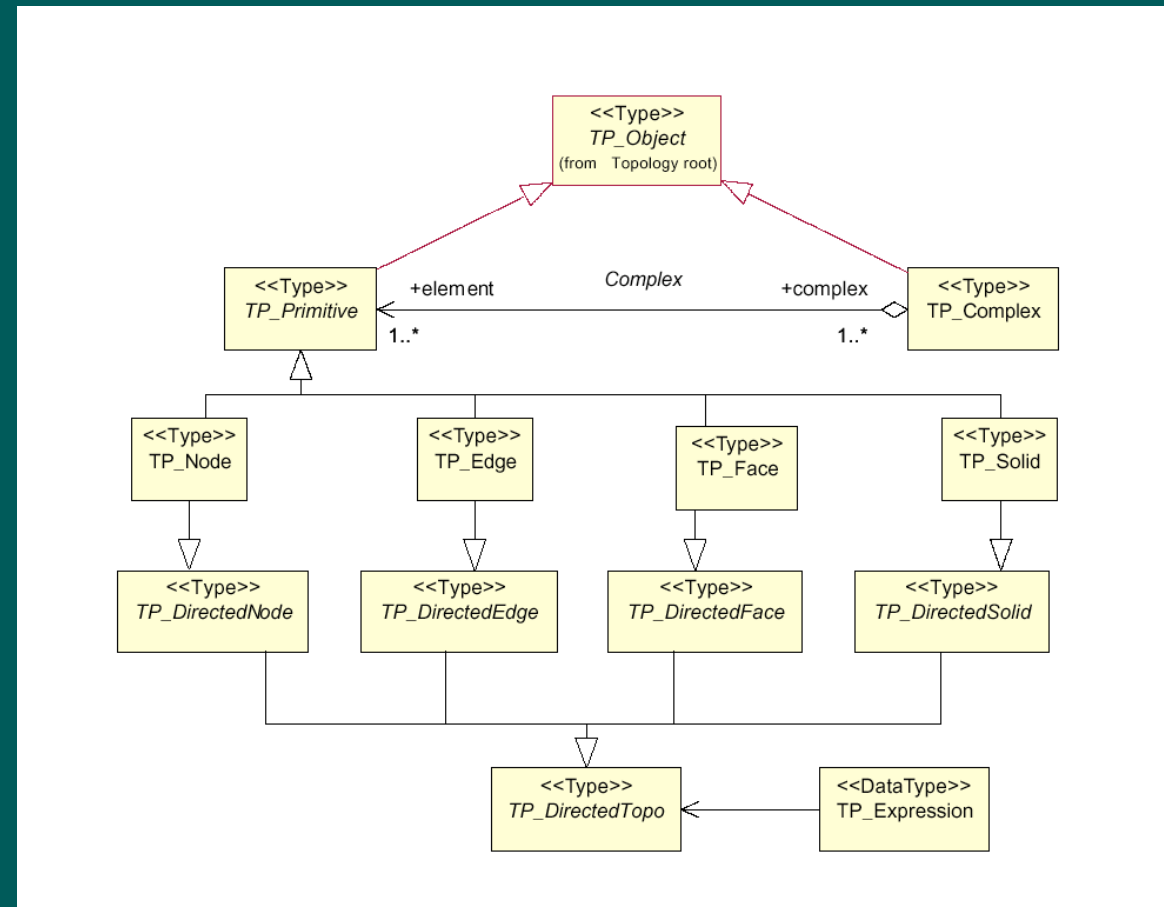 <<Type>>
TP_Object
(from Topology root)
<<Type>>
TP_Primitive
+element
Complex
+complex
<<Type>>
TP_Complex
1..*
1..*
<<Type>>
TP_Node
<<Type>>
TP_Edge
<<Type>>
TP_Face
<<Type>>
TP_Solid
<<Type>>
TP_DirectedNode
<<Type>>
TP_DirectedEdge
<<Type>>
TP_DirectedFace
<<Type>>
TP_DirectedSolid
<<Type>>
TP_DirectedTopo
<<DataType>>
TP_Expression